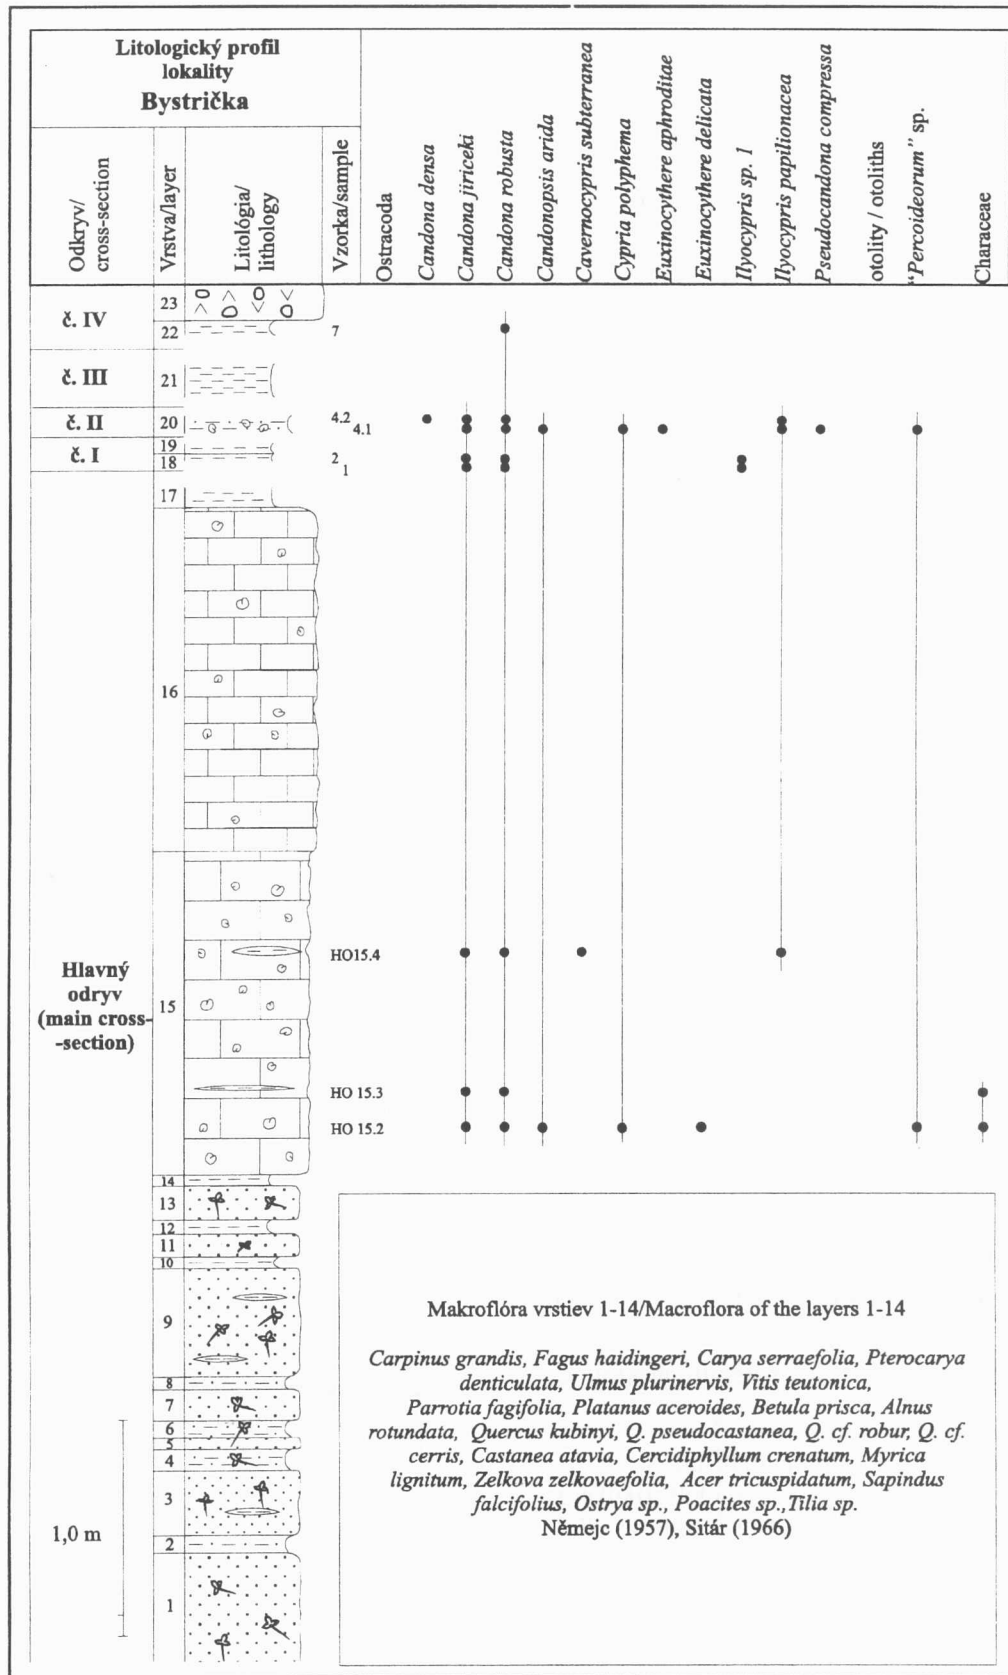 Litologický profil
lokality
Bystrička
Odkryv/
cross-section
Vrstva/layer
Litológia/
lithology
Vzorka/sample
Ostracoda
Candona densa
Candona jiriceki
Candona robusta
Candonopsis arida
Cavernocypris subterranea
Cypria polyphema
Euxinocythere aphroditae
Euxinocythere delicata
Ilyocypris sp. 1
Ilyocypris papilionacea
Pseudocandona compressa
otolity / otoliths
"Percoideorum" sp.
Characeae
č. IV
23
22
7
č. III
21
č. II
20
4.2
4.1
č. I
19
18
2
1
17
16
Hlavný
odryv
(main cross-
-section)
15
HO15.4
HO 15.3
HO 15.2
14
13
12
11
10
9
8
7
6
5
4
3
2
1
1,0 m
Makroflóra vrstiev 1-14/Macroflora of the layers 1-14
Carpinus grandis, Fagus haidingeri, Carya serraefolia, Pterocarya
denticulata, Ulmus plurinervis, Vitis teutonica,
Parrotia fagifolia, Platanus aceroides, Betula prisca, Alnus
rotundata, Quercus kubinyi, Q. pseudocastanea, Q. cf. robur, Q. cf.
cerris, Castanea atavia, Cercidiphyllum crenatum, Myrica
lignitum, Zelkova zelkovaefolia, Acer tricuspidatum, Sapindus
falcifolius, Ostrya sp., Poacites sp.,Tilia sp.
Němejc (1957), Sitár (1966)